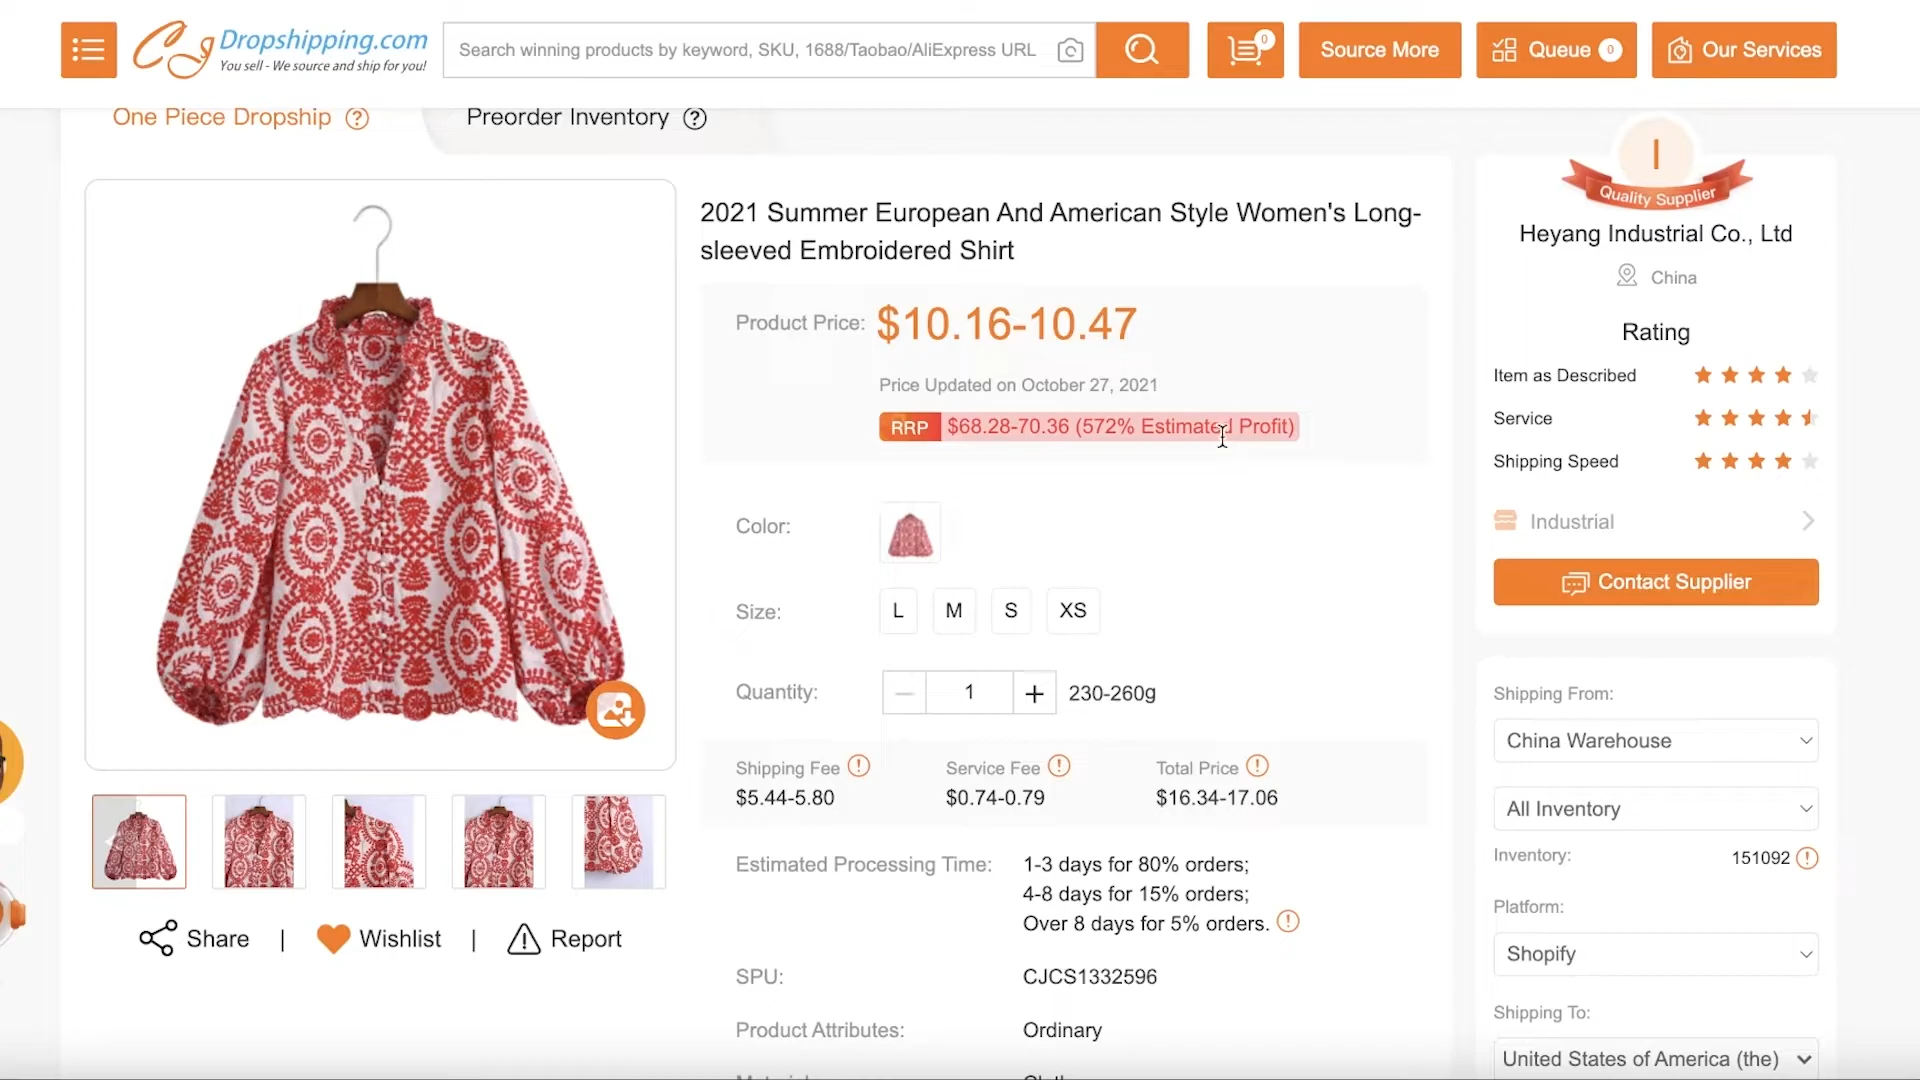 Dropshipping.com
You sell - We source and ship for you!
Search winning products by keyword, SKU, 1688/Taobao/AliExpress URL
0
Source More
Queue 0
Our Services
One Piece Dropship ?
Preorder Inventory ?
2021 Summer European And American Style Women's Long-
sleeved Embroidered Shirt
Product Price: $10.16-10.47
Price Updated on October 27, 2021
RRP $68.28-70.36 (572% Estimated Profit)
Color:
Size: L M S XS
Quantity: 1 + 230-260g
Shipping Fee Service Fee Total Price
$5.44-5.80 $0.74-0.79 $16.34-17.06
Estimated Processing Time: 1-3 days for 80% orders;
4-8 days for 15% orders;
Over 8 days for 5% orders.
SPU: CJCS1332596
Product Attributes: Ordinary
Share | Wishlist | Report
I
Quality Supplier
Heyang Industrial Co., Ltd
China
Rating
Item as Described
Service
Shipping Speed
Industrial
Contact Supplier
Shipping From:
China Warehouse
All Inventory
Inventory: 151092
Platform:
Shopify
Shipping To:
United States of America (the)